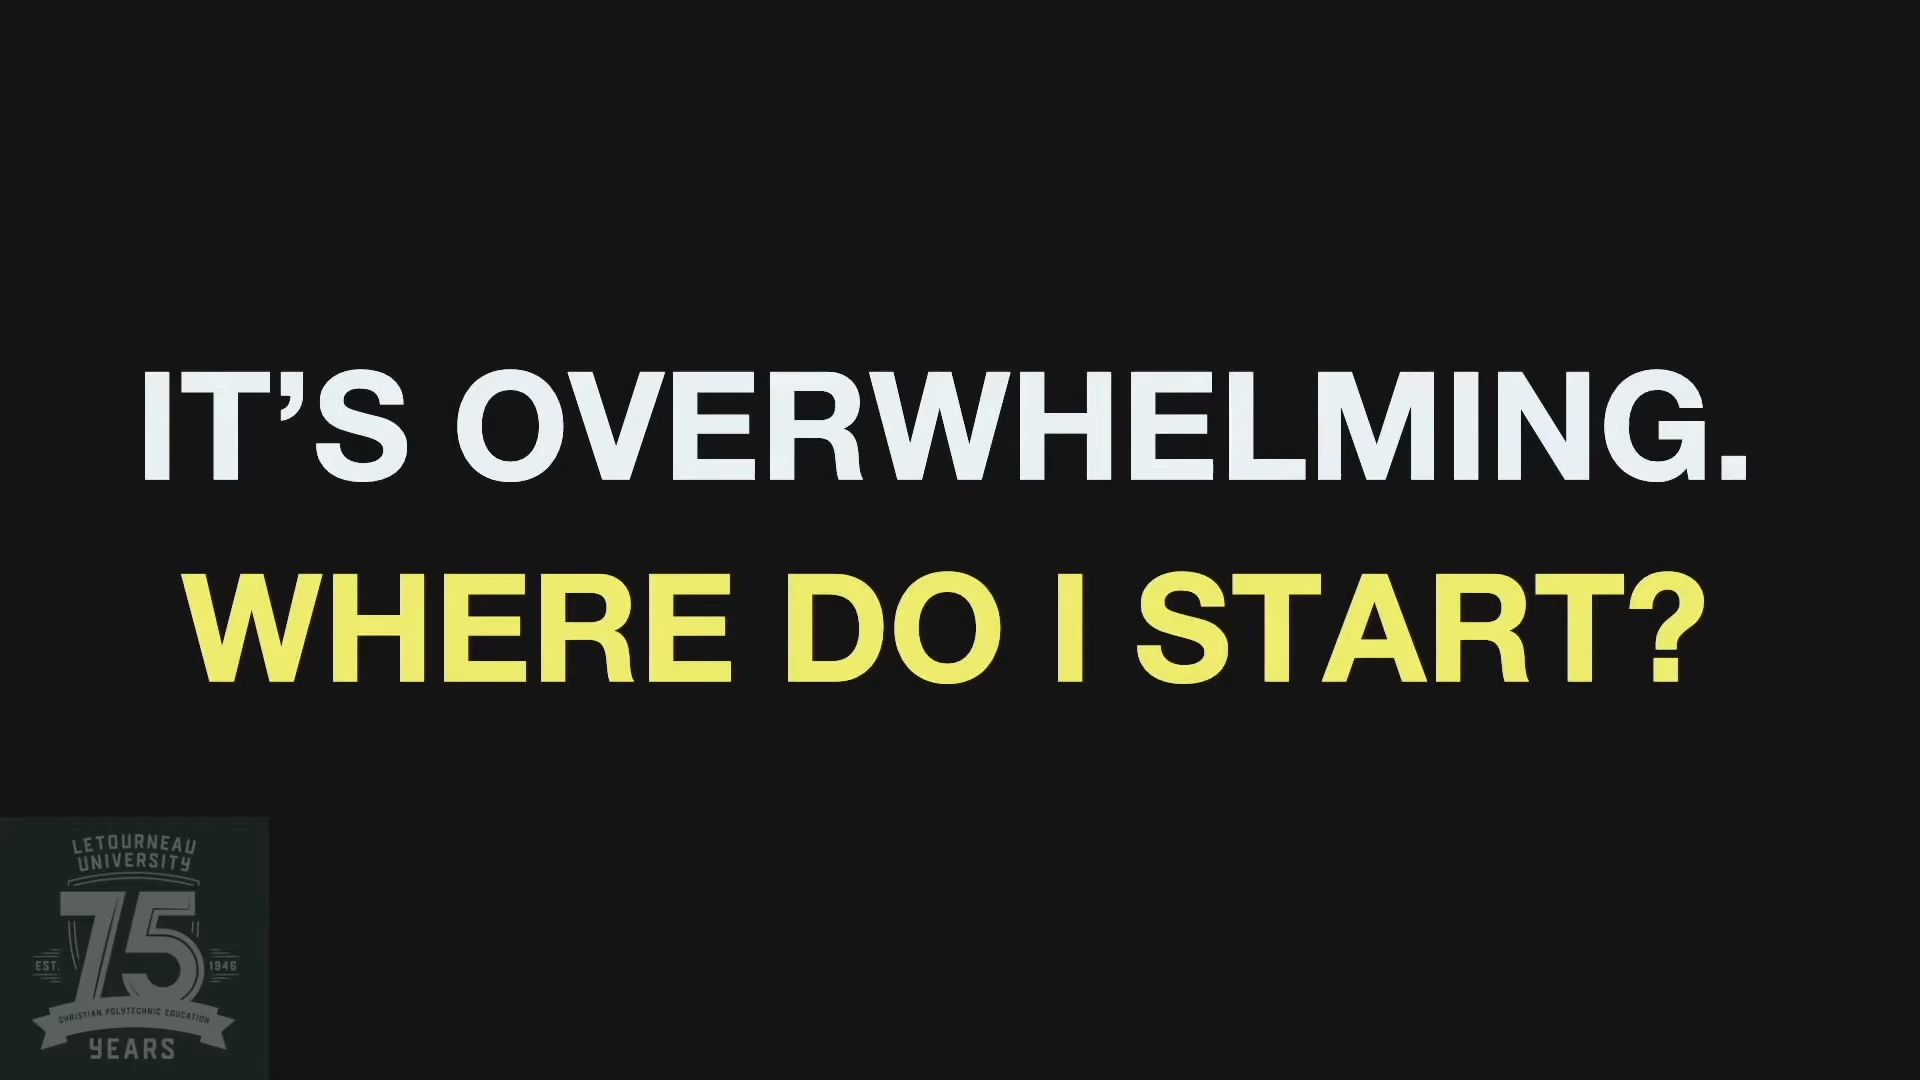 IT’S OVERWHELMING.
WHERE DO I START?
LETOURNEAU
UNIVERSITY
75
EST. 1946
CHRISTIAN POLYTECHNIC EDUCATION
YEARS